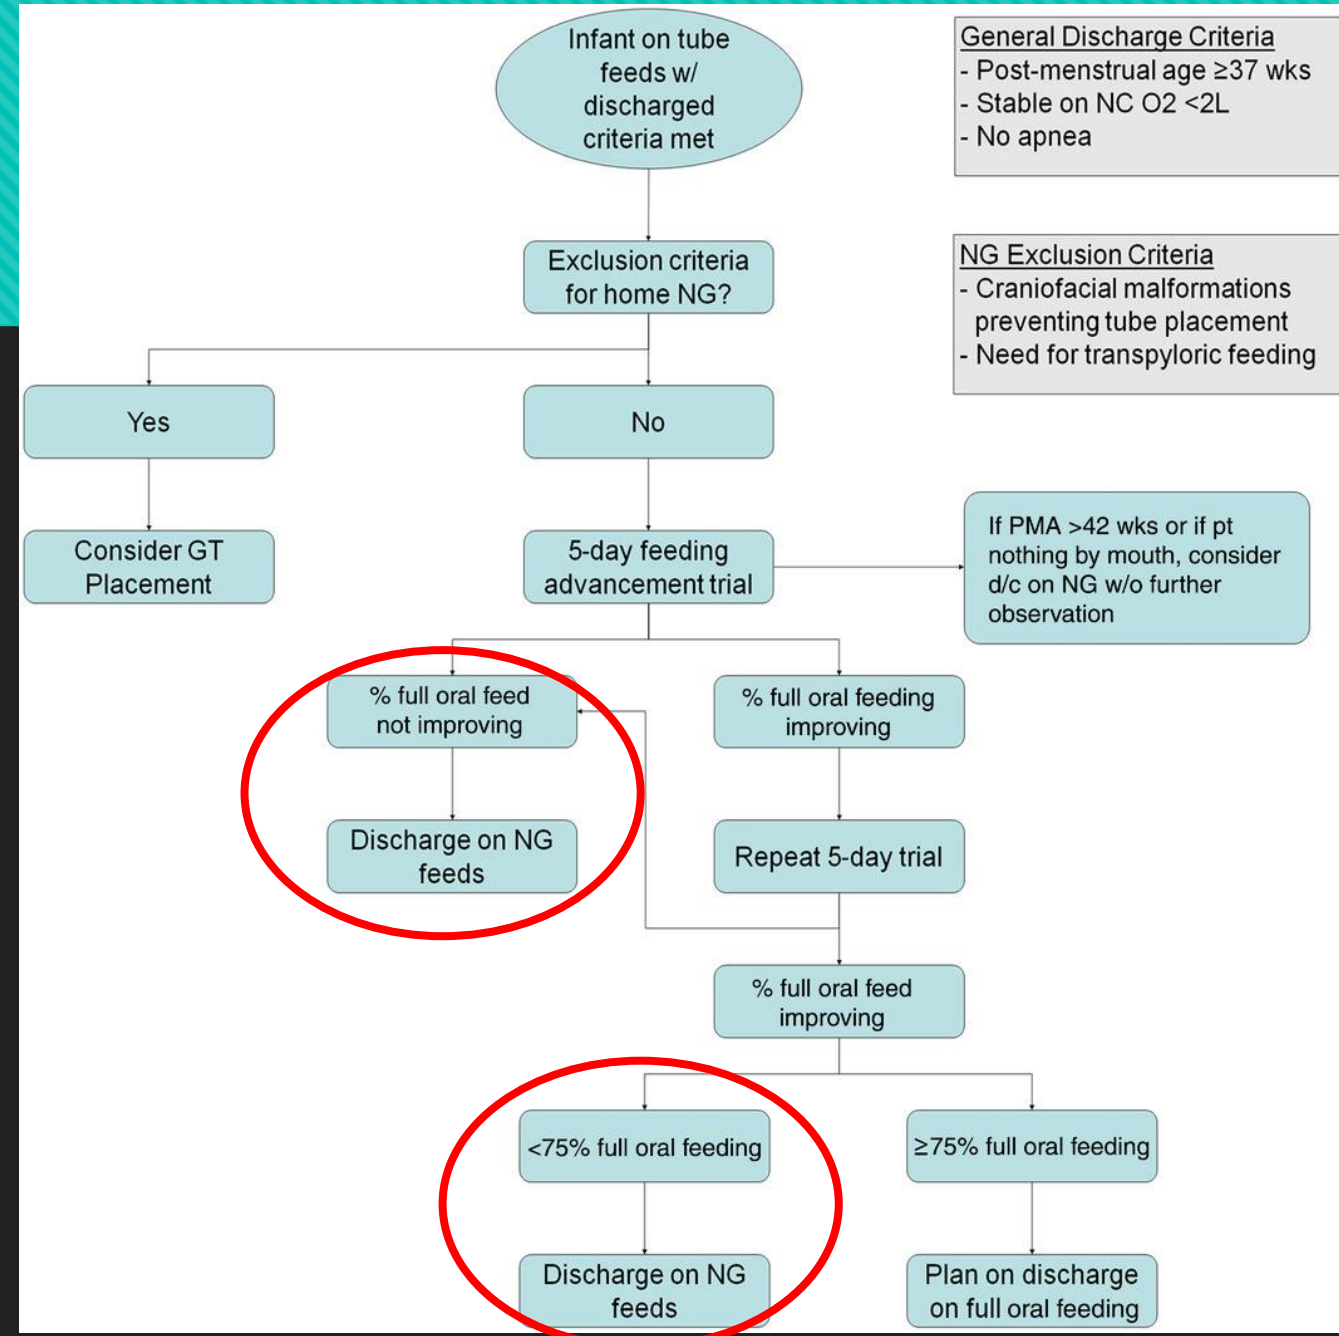 Infant on tube
feeds w/
discharged
criteria met
General Discharge Criteria
- Post-menstrual age ≥37 wks
- Stable on NC O2 <2L
- No apnea
Exclusion criteria
for home NG?
NG Exclusion Criteria
- Craniofacial malformations
preventing tube placement
- Need for transpyloric feeding
Yes
No
Consider GT
Placement
5-day feeding
advancement trial
If PMA >42 wks or if pt
nothing by mouth, consider
d/c on NG w/o further
observation
% full oral feed
not improving
% full oral feeding
improving
Discharge on NG
feeds
Repeat 5-day trial
% full oral feed
improving
<75% full oral feeding
≥75% full oral feeding
Discharge on NG
feeds
Plan on discharge
on full oral feeding